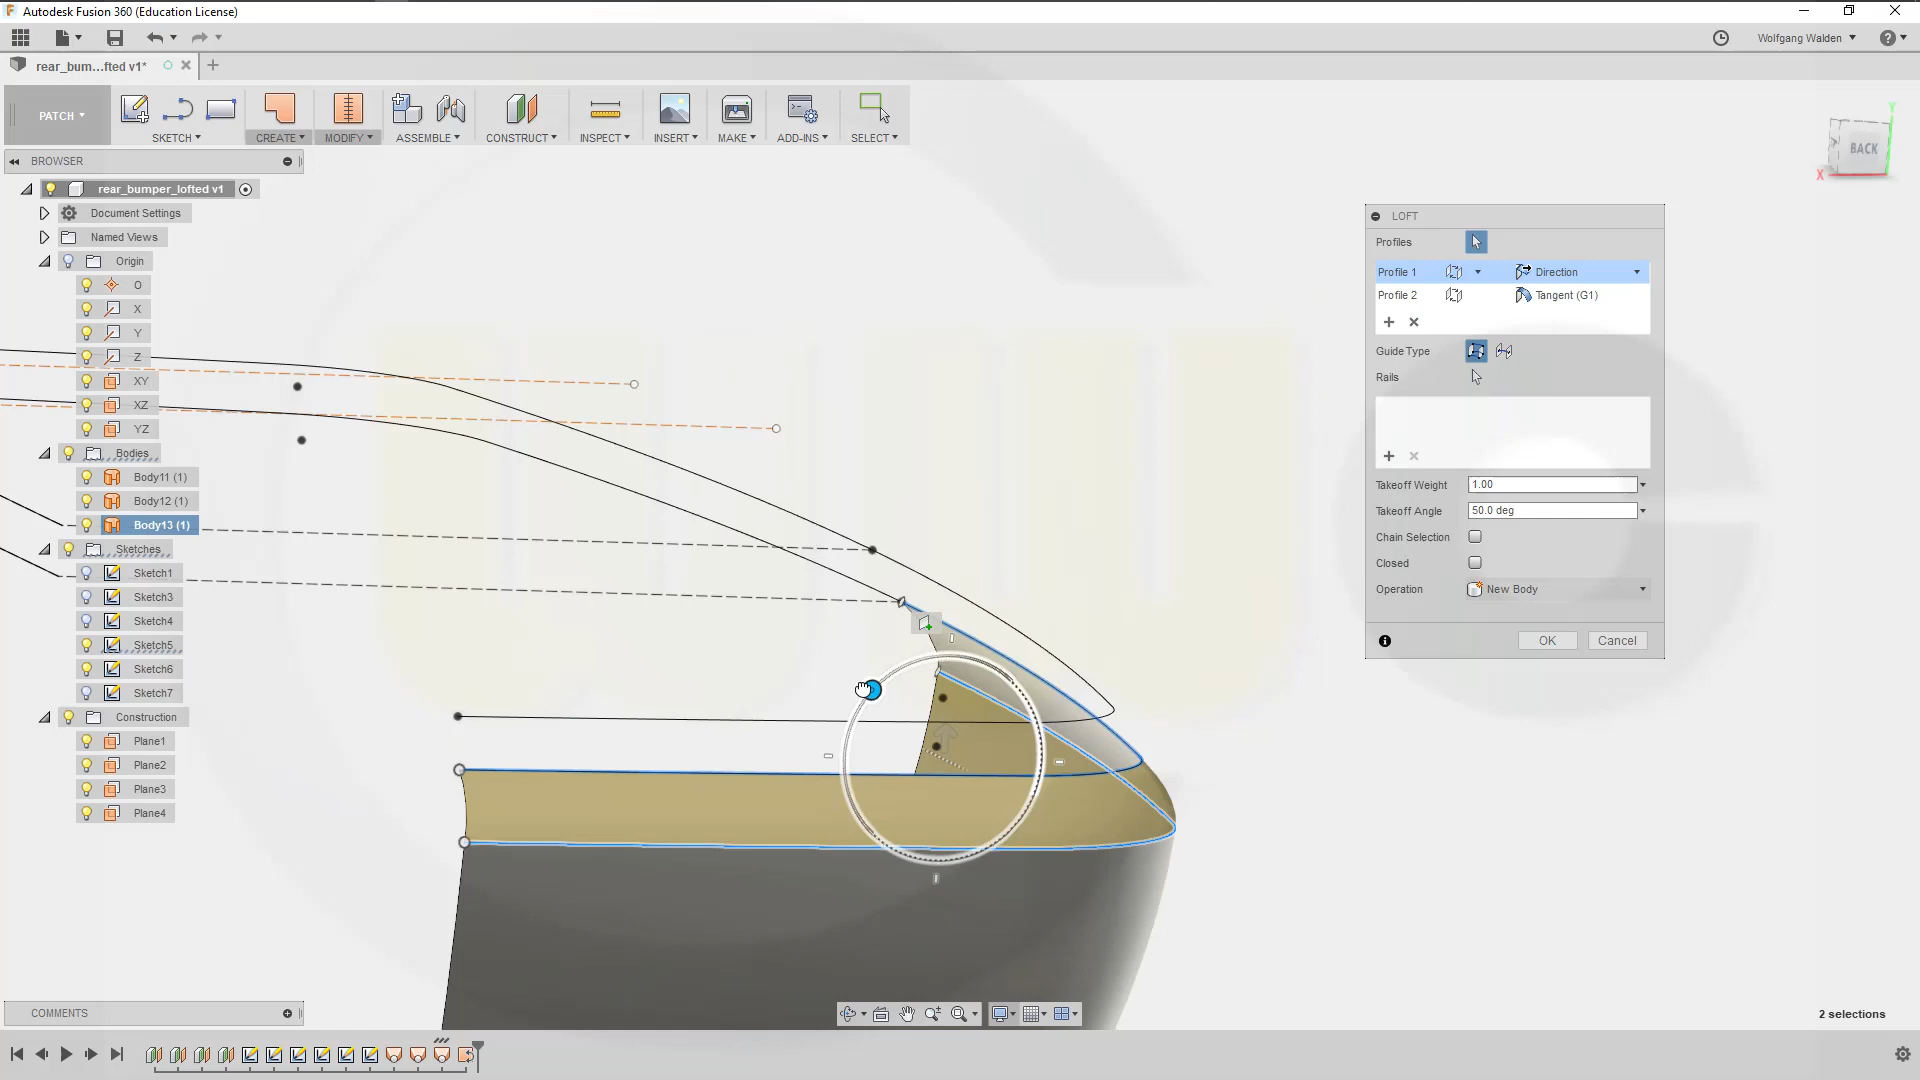 Autodesk Fusion 360 (Education License)
Wolfgang Walden
rear_bum...fted v1*
PATCH
SKETCH
CREATE
MODIFY
ASSEMBLE
CONSTRUCT
INSPECT
INSERT
MAKE
ADD-INS
SELECT
BROWSER
rear_bumper_lofted v1
Document Settings
Named Views
Origin
O
X
Y
Z
XY
XZ
YZ
Bodies
Body11 (1)
Body12 (1)
Body13 (1)
Sketches
Sketch1
Sketch3
Sketch4
Sketch5
Sketch6
Sketch7
Construction
Plane1
Plane2
Plane3
Plane4
Y
BACK
X
LOFT
Profiles
Profile 1 Direction
Profile 2 Tangent (G1)
Guide Type
Rails
Takeoff Weight 1.00
Takeoff Angle 50.0 deg
Chain Selection
Closed
Operation New Body
OK Cancel
COMMENTS
2 selections